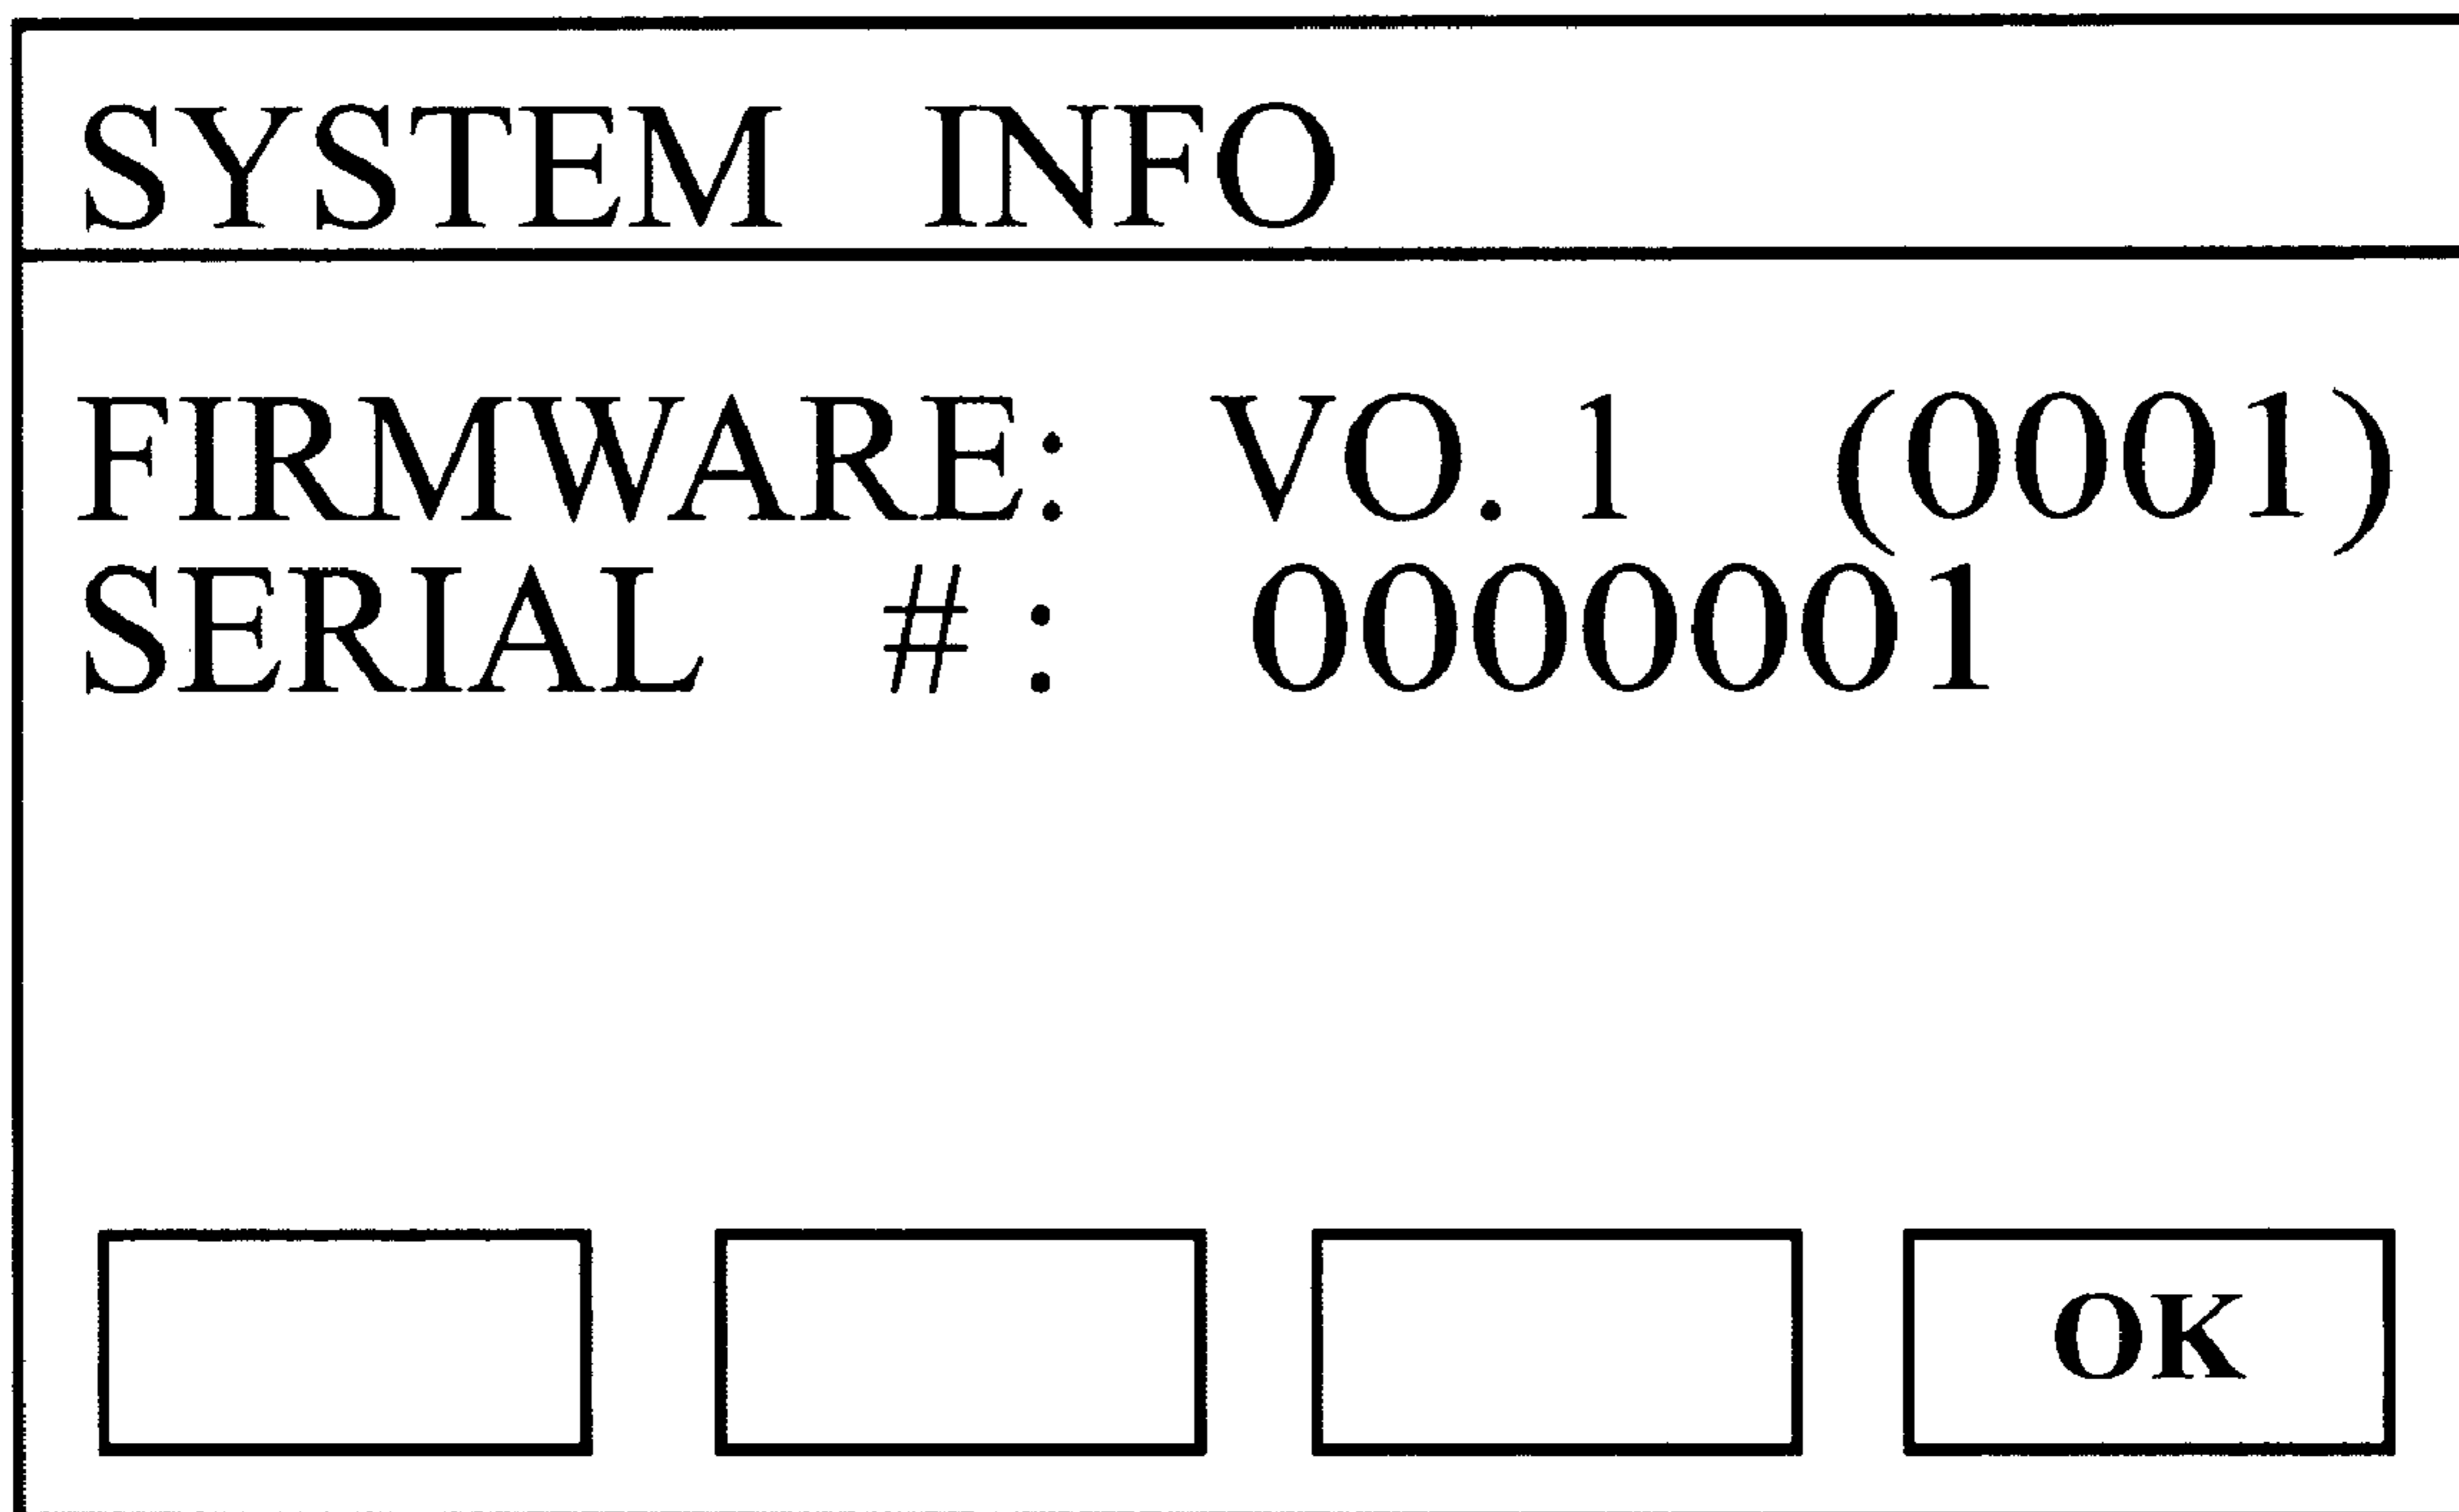 SYSTEM INFO
FIRMWARE: VO. 1 (0001)
SERIAL # : 0000001
OK